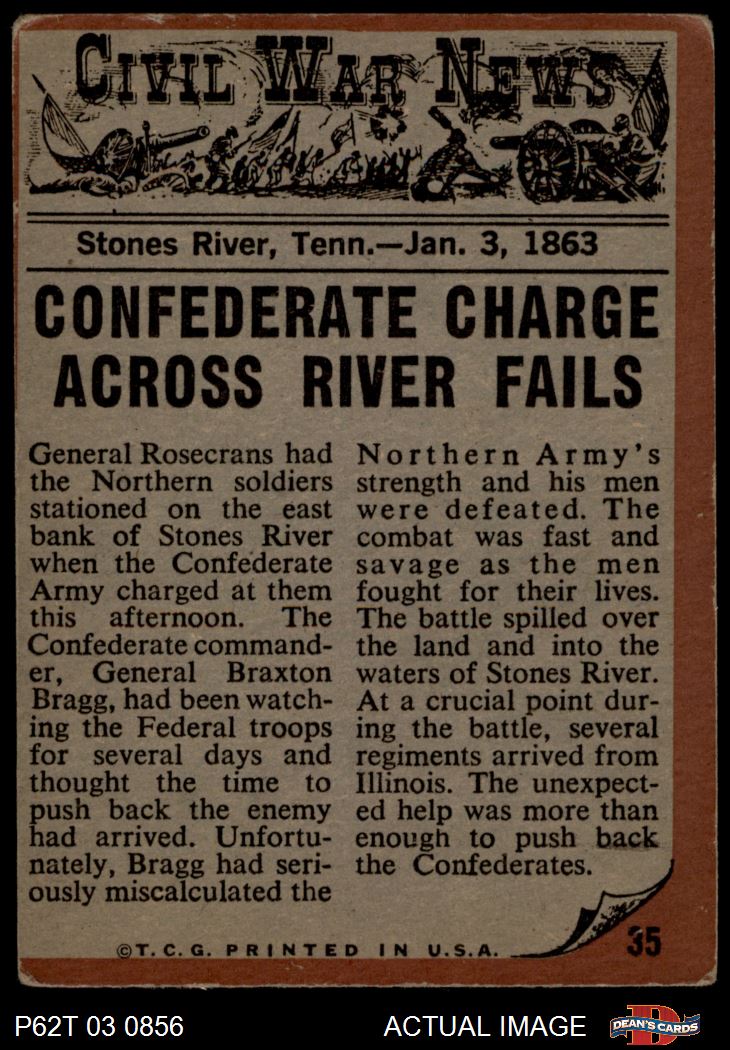 CIVIL WAR NEWS
Stones River, Tenn.—Jan. 3, 1863
CONFEDERATE CHARGE
ACROSS RIVER FAILS
General Rosecrans had
the Northern soldiers
stationed on the east
bank of Stones River
when the Confederate
Army charged at them
this afternoon. The
Confederate command-
er, General Braxton
Bragg, had been watch-
ing the Federal troops
for several days and
thought the time to
push back the enemy
had arrived. Unfortu-
nately, Bragg had seri-
ously miscalculated the
Northern Army's
strength and his men
were defeated. The
combat was fast and
savage as the men
fought for their lives.
The battle spilled over
the land and into the
waters of Stones River.
At a crucial point dur-
ing the battle, several
regiments arrived from
Illinois. The unexpect-
ed help was more than
enough to push back
the Confederates.
©T. C. G. PRINTED IN U.S.A.
35
P62T 03 0856
ACTUAL IMAGE
D
DEAN'S CARDS